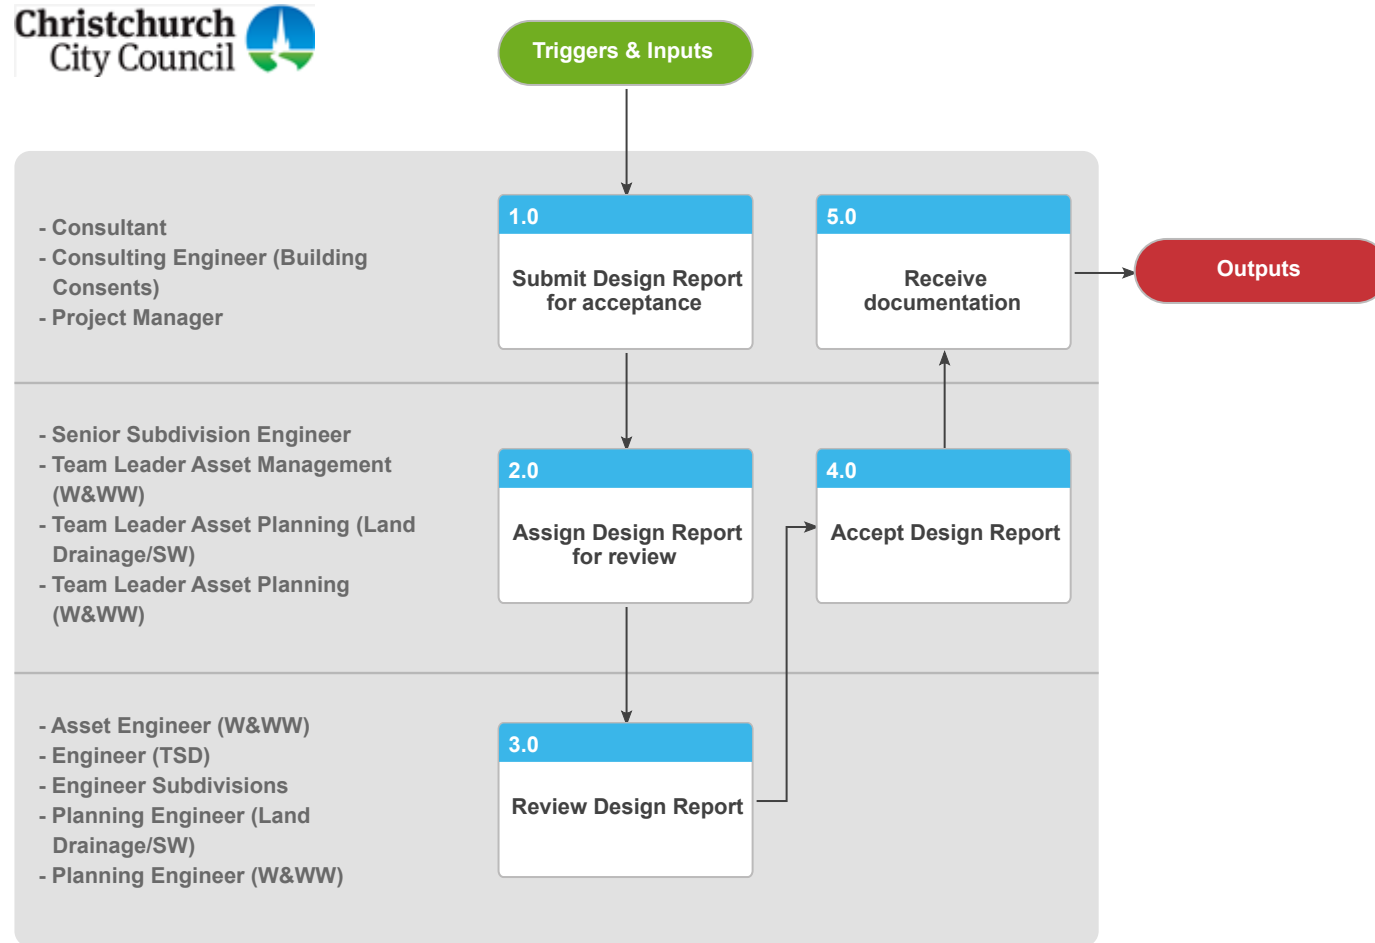 Christchurch
City Council
Triggers & Inputs
- Consultant
- Consulting Engineer (Building
Consents)
- Project Manager
1.0
Submit Design Report
for acceptance
5.0
Receive
documentation
Outputs
- Senior Subdivision Engineer
- Team Leader Asset Management
(W&WW)
- Team Leader Asset Planning (Land
Drainage/SW)
- Team Leader Asset Planning
(W&WW)
2.0
Assign Design Report
for review
4.0
Accept Design Report
- Asset Engineer (W&WW)
- Engineer (TSD)
- Engineer Subdivisions
- Planning Engineer (Land
Drainage/SW)
- Planning Engineer (W&WW)
3.0
Review Design Report